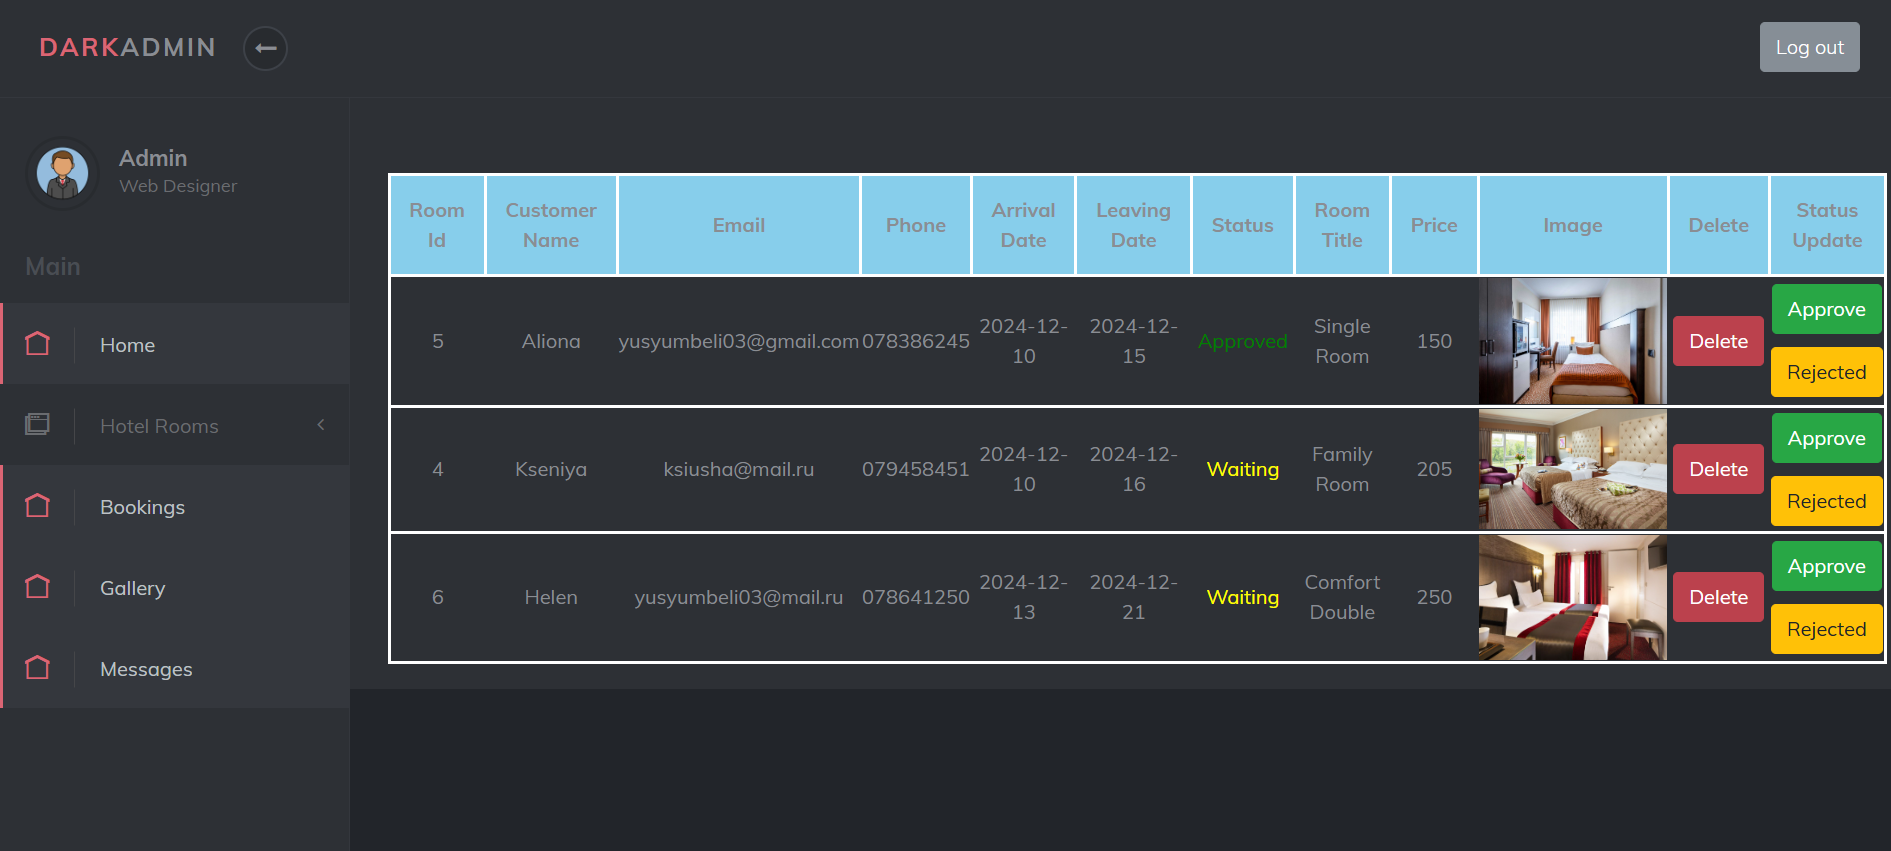 DARKADMIN
Log out
Admin
Web Designer
Main
Home
Hotel Rooms
Bookings
Gallery
Messages
Room Id Customer Name Email Phone Arrival Date Leaving Date Status Room Title Price Image Delete Status Update
5 Aliona yusyumbeli03@gmail.com 078386245 2024-12-10 2024-12-15 Approved Single Room 150 Delete Approve Rejected
4 Kseniya ksiusha@mail.ru 079458451 2024-12-10 2024-12-16 Waiting Family Room 205 Delete Approve Rejected
6 Helen yusyumbeli03@mail.ru 078641250 2024-12-13 2024-12-21 Waiting Comfort Double 250 Delete Approve Rejected